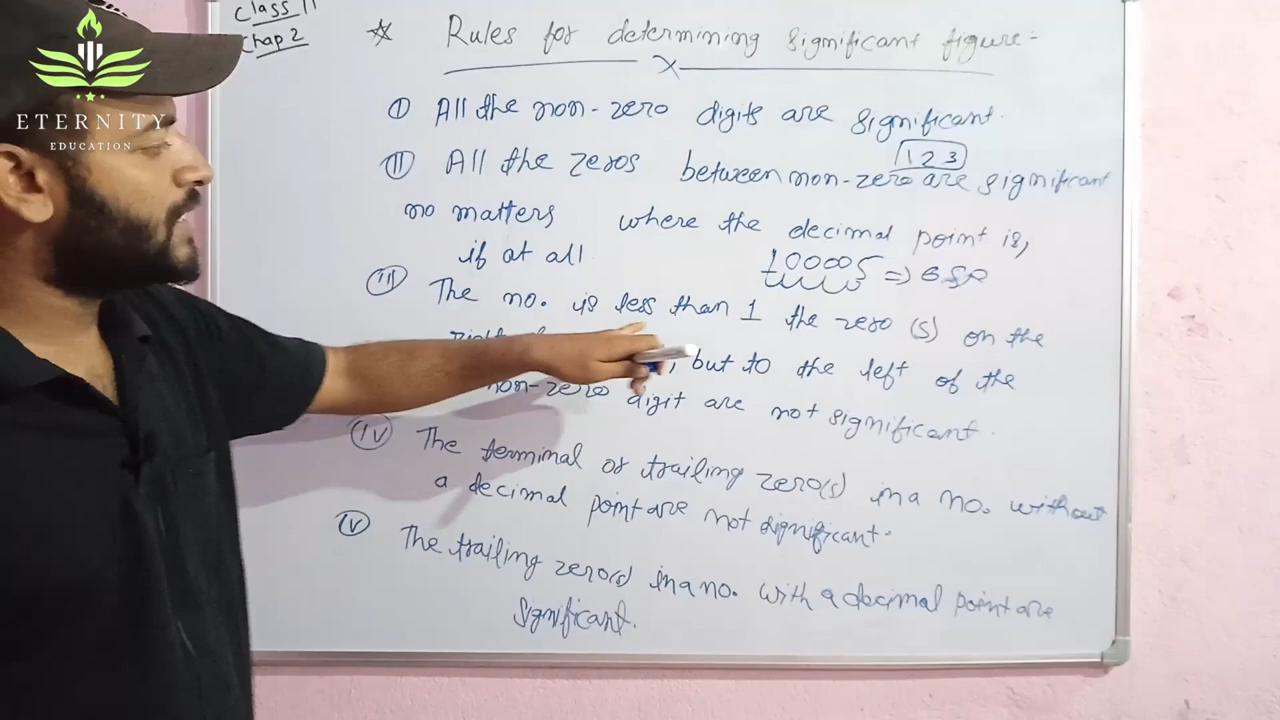 Class 11
Chap 2
ETERNITY
EDUCATION
☆ Rules for determining significant figure:-
(I) All the non-zero digits are significant.
123
(II) All the zeros between non-zero are significant
no matters where the decimal point is,
if at all
100005 =>
(III) The no. is less than 1 the zero (s) on the
but to the left of the
non-zero digit are not significant.
(IV) The terminal or trailing zero(s) in a no. without
a decimal point are not significant.
(V) The trailing zero(s) in a no. with a decimal point are
significant.